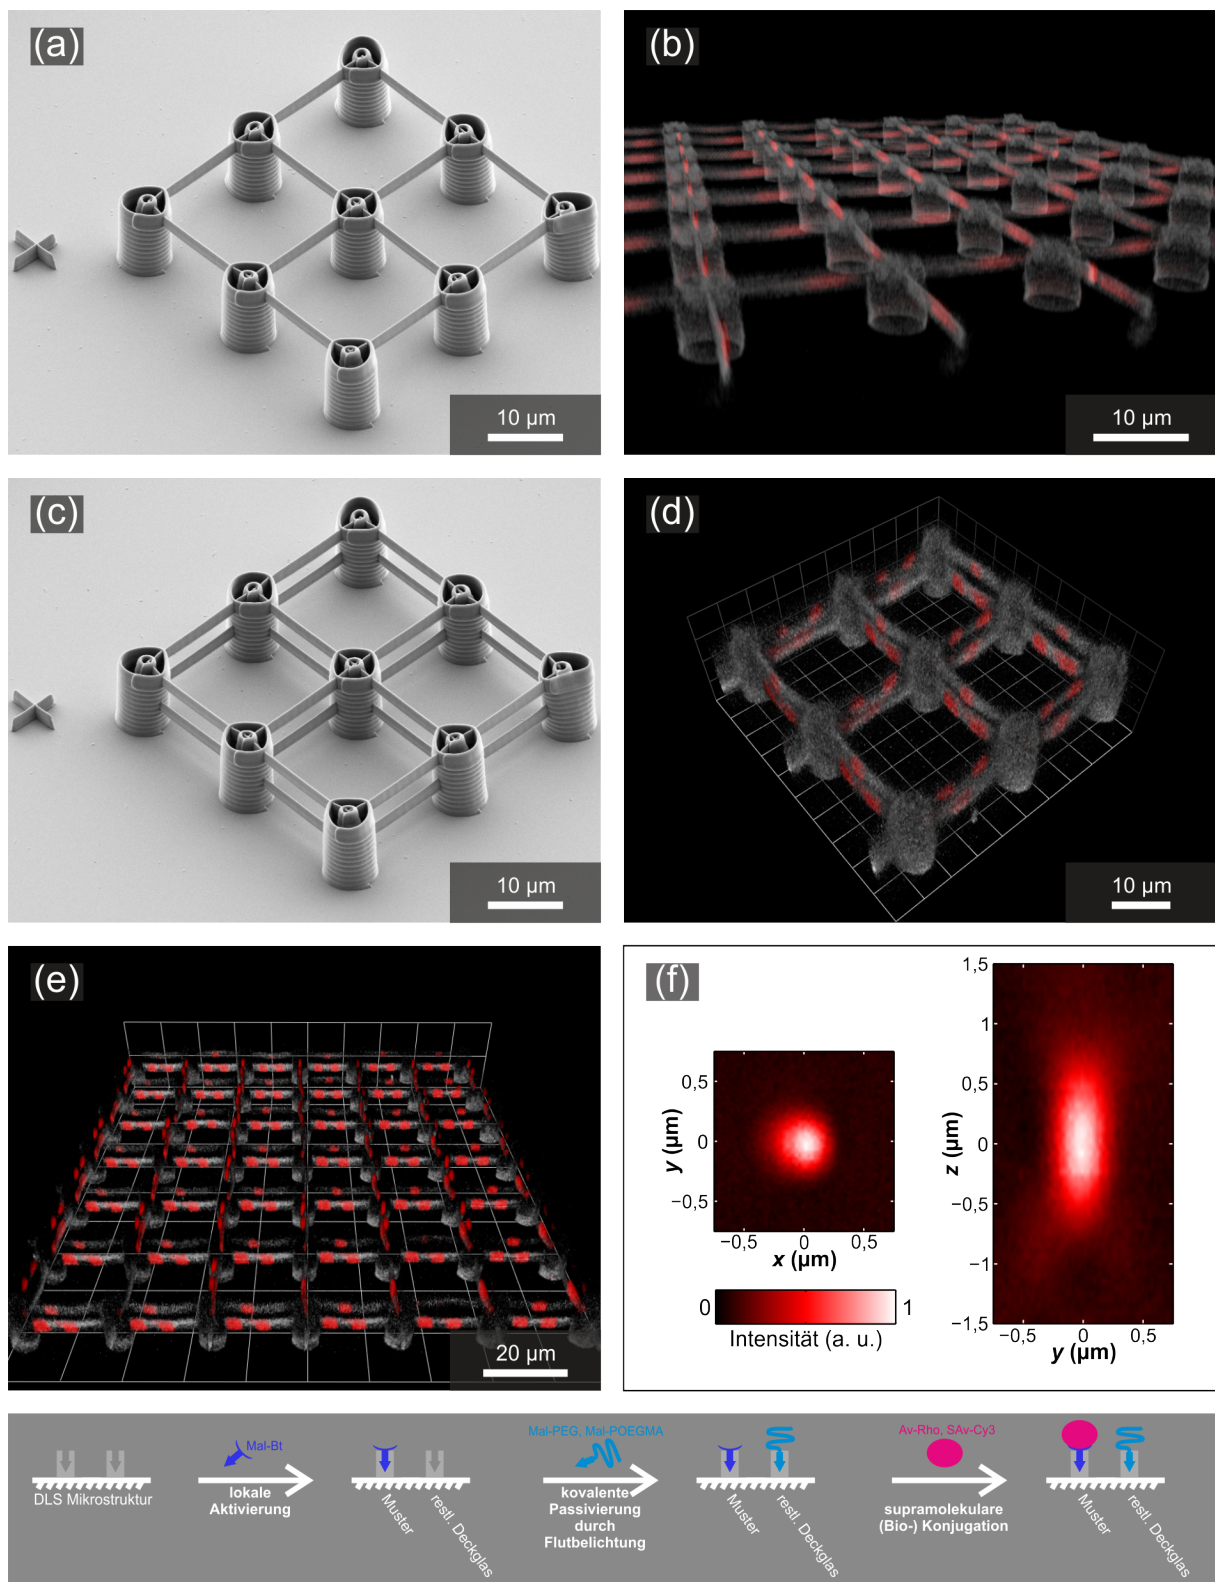 (a)
10 µm
(b)
10 µm
(c)
10 µm
(d)
10 µm
(e)
20 µm
(f)
0,5
0
−0,5
y (µm)
−0,5
0
0,5
x (µm)
0
1
Intensität (a. u.)
1,5
1
0,5
0
−0,5
−1
−1,5
z (µm)
−0,5
0
0,5
y (µm)
DLS Mikrostruktur
Mal-Bt
lokale
Aktivierung
Muster
restl. Deckglas
Mal-PEG, Mal-POEGMA
kovalente
Passivierung
durch
Flutbelichtung
Muster
restl. Deckglas
Av-Rho, SAv-Cy3
supramolekulare
(Bio-) Konjugation
Muster
restl. Deckglas